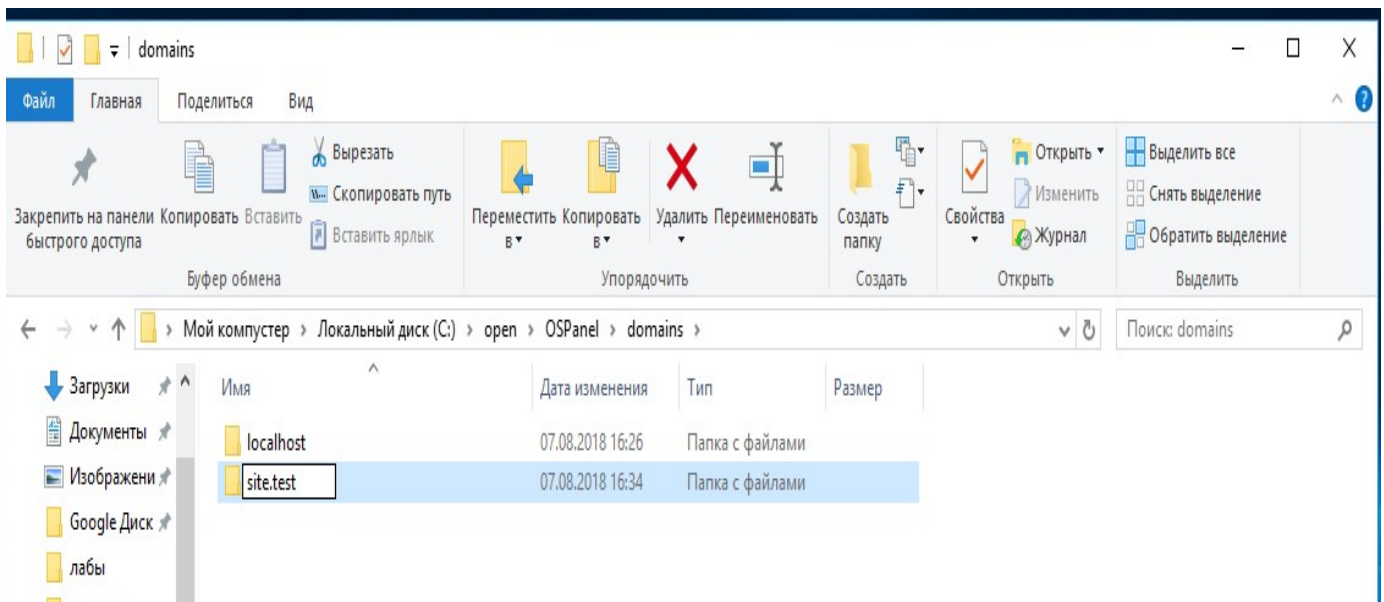 domains
Файл Главная Поделиться Вид
Закрепить на панели быстрого доступа
Копировать
Вставить
Вырезать
Скопировать путь
Вставить ярлык
Переместить в
Копировать в
Удалить
Переименовать
Создать папку
Свойства
Открыть
Изменить
Журнал
Выделить все
Снять выделение
Обратить выделение
Буфер обмена Упорядочить Создать Открыть Выделить
Мой компустер › Локальный диск (C:) › open › OSPanel › domains ›
Поиск: domains
Загрузки
Документы
Изображени
Google Диск
лабы
Имя Дата изменения Тип Размер
localhost 07.08.2018 16:26 Папка с файлами
site.test 07.08.2018 16:34 Папка с файлами